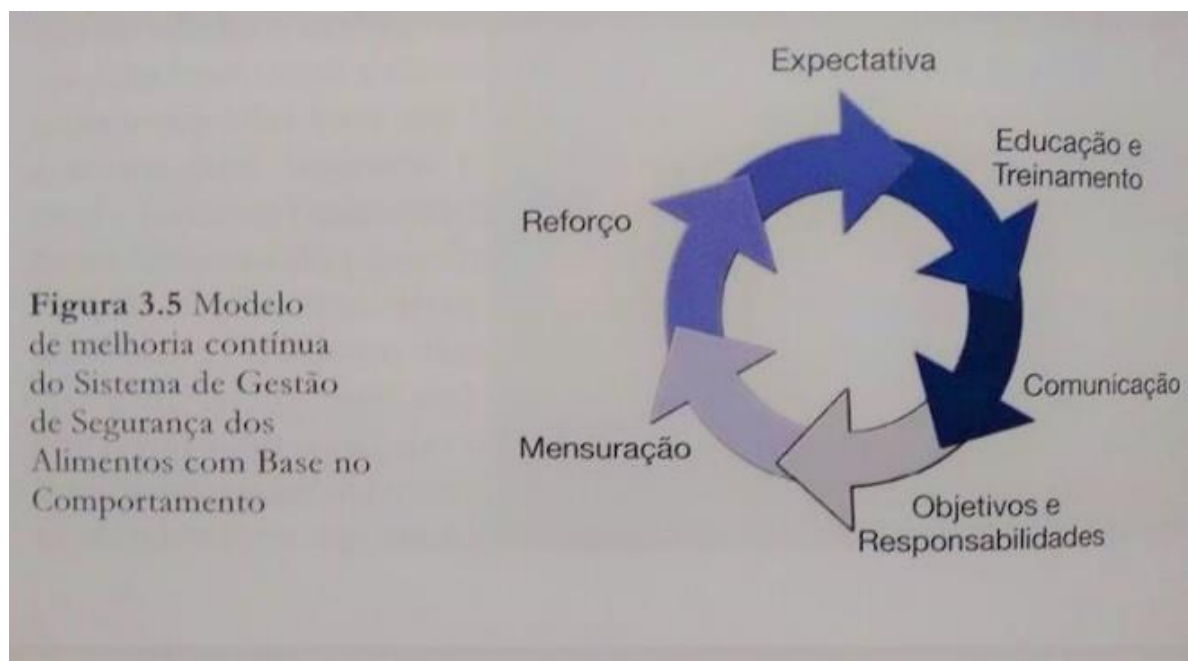 Expectativa
Educação e
Treinamento
Reforço
Figura 3.5 Modelo
de melhoria contínua
do Sistema de Gestão
de Segurança dos
Alimentos com Base no
Comportamento
Comunicação
Mensuração
Objetivos e
Responsabilidades